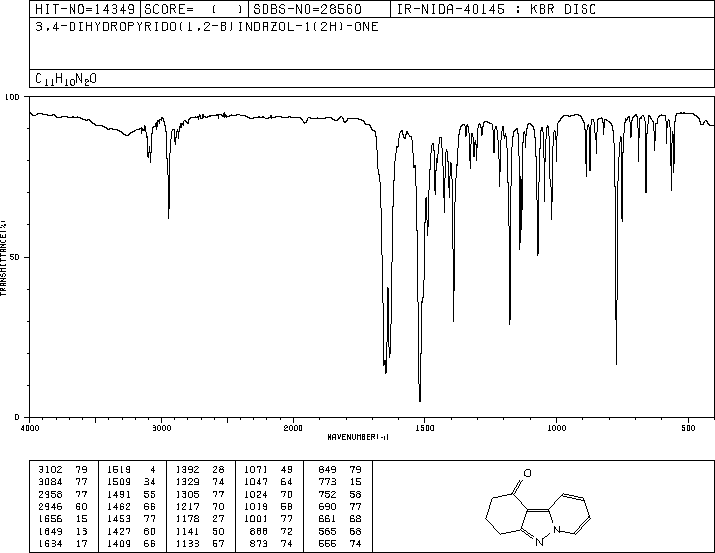 HIT-NO=14349 SCORE= ( ) SDBS-NO=28560 IR-NIDA-40145 : KBR DISC
3,4-DIHYDROPYRIDO(1,2-B)INDAZOL-1(2H)-ONE
C11H10N2O
100
TRANSMITTANCE(%)
50
0
4000 3000 2000 1500 1000 500
WAVENUMBER(-1)
3102 79 1519 4 1392 28 1071 49 849 79
3084 77 1509 34 1329 74 1047 64 773 15
2958 77 1491 55 1305 77 1024 70 752 58
2946 60 1462 66 1217 70 1019 58 690 77
1656 15 1453 77 1178 27 1001 77 661 68
1649 13 1427 60 1141 50 888 72 565 68
1634 17 1409 66 1133 57 873 74 555 74
O
N
N